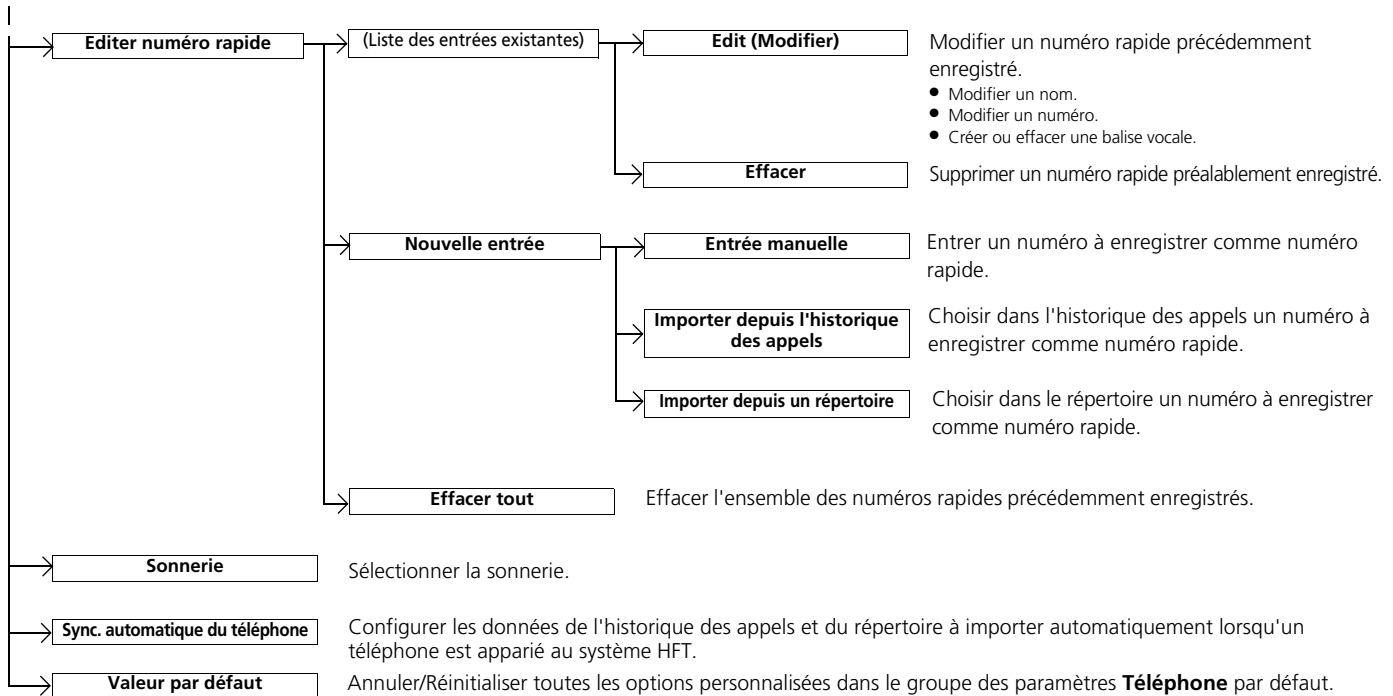 Editer numéro rapide
(Liste des entrées existantes)
Edit (Modifier)
Modifier un numéro rapide précédemment
enregistré.
• Modifier un nom.
• Modifier un numéro.
• Créer ou effacer une balise vocale.
Effacer
Supprimer un numéro rapide préalablement enregistré.
Nouvelle entrée
Entrée manuelle
Entrer un numéro à enregistrer comme numéro
rapide.
Importer depuis l'historique
des appels
Choisir dans l'historique des appels un numéro à
enregistrer comme numéro rapide.
Importer depuis un répertoire
Choisir dans le répertoire un numéro à enregistrer
comme numéro rapide.
Effacer tout
Effacer l'ensemble des numéros rapides précédemment enregistrés.
Sonnerie
Sélectionner la sonnerie.
Sync. automatique du téléphone
Configurer les données de l'historique des appels et du répertoire à importer automatiquement lorsqu'un
téléphone est apparié au système HFT.
Valeur par défaut
Annuler/Réinitialiser toutes les options personnalisées dans le groupe des paramètres Téléphone par défaut.